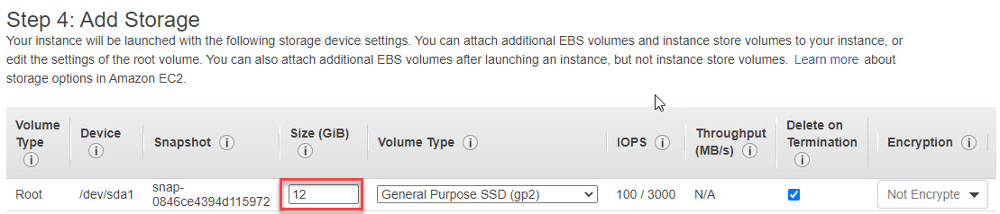 Step 4: Add Storage
Your instance will be launched with the following storage device settings. You can attach additional EBS volumes and instance store volumes to your instance, or
edit the settings of the root volume. You can also attach additional EBS volumes after launching an instance, but not instance store volumes. Learn more about
storage options in Amazon EC2.
Volume Type i
Device i
Snapshot i
Size (GiB) i
Volume Type i
IOPS i
Throughput (MB/s) i
Delete on Termination i
Encryption i
Root /dev/sda1 snap-0846ce4394d115972 12 General Purpose SSD (gp2) 100 / 3000 N/A Not Encrypte